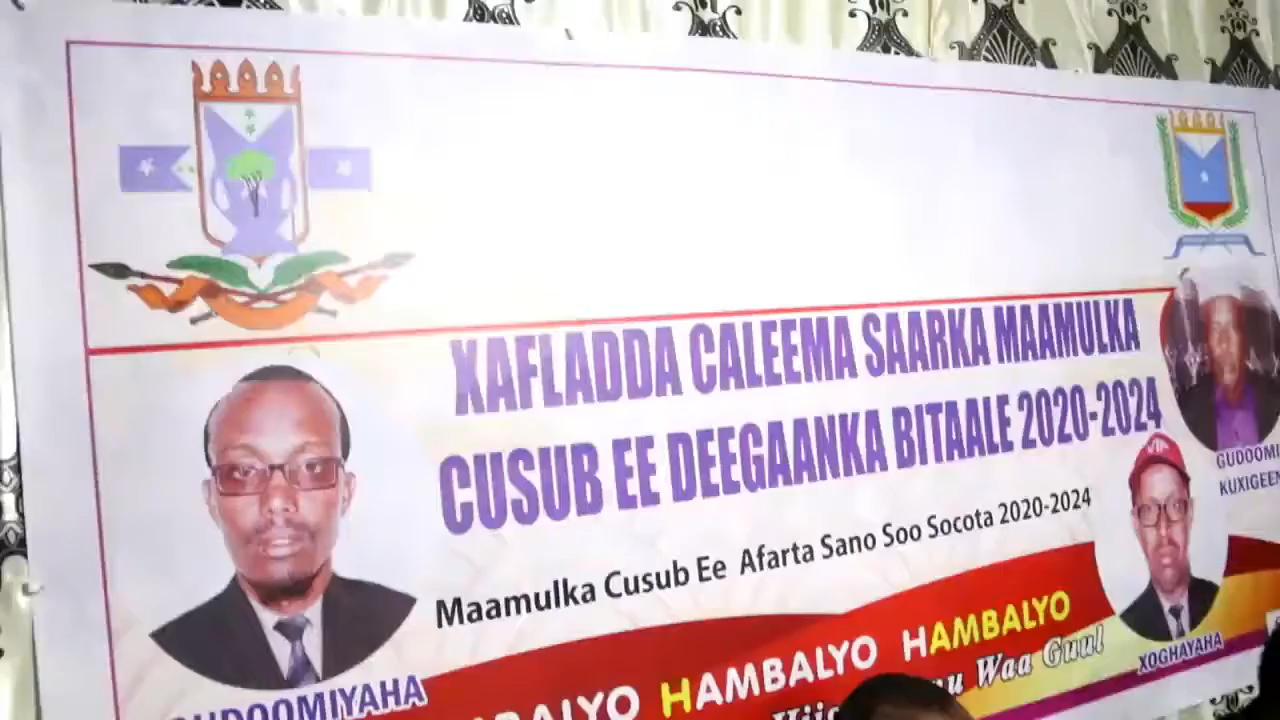 XAFLADDA CALEEMA SAARKA MAAMULKA
CUSUB EE DEEGAANKA BITAALE 2020-2024
Maamulka Cusub Ee Afarta Sano Soo Socota 2020-2024
HAMBALYO HAMBALYO
Waa Guul
GUDOOMIYAHA
XOGHAYAHA